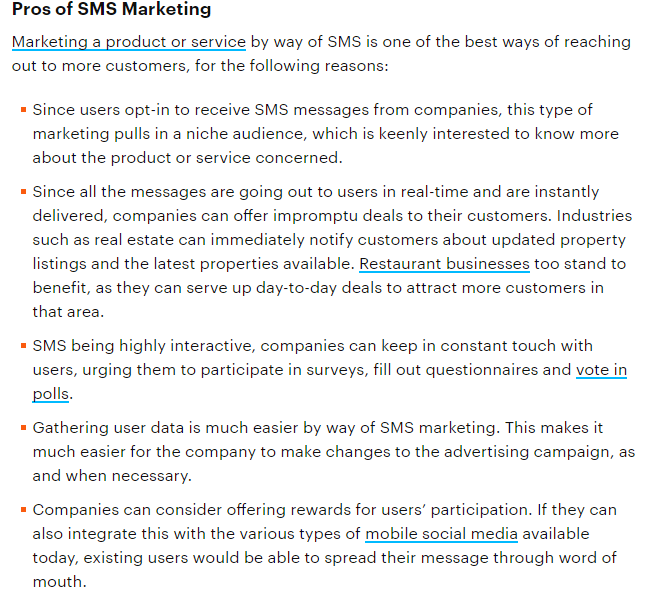 Pros of SMS Marketing
Marketing a product or service by way of SMS is one of the best ways of reaching
out to more customers, for the following reasons:
Since users opt-in to receive SMS messages from companies, this type of
marketing pulls in a niche audience, which is keenly interested to know more
about the product or service concerned.
Since all the messages are going out to users in real-time and are instantly
delivered, companies can offer impromptu deals to their customers. Industries
such as real estate can immediately notify customers about updated property
listings and the latest properties available. Restaurant businesses too stand to
benefit, as they can serve up day-to-day deals to attract more customers in
that area.
SMS being highly interactive, companies can keep in constant touch with
users, urging them to participate in surveys, fill out questionnaires and vote in
polls.
Gathering user data is much easier by way of SMS marketing. This makes it
much easier for the company to make changes to the advertising campaign, as
and when necessary.
Companies can consider offering rewards for users’ participation. If they can
also integrate this with the various types of mobile social media available
today, existing users would be able to spread their message through word of
mouth.